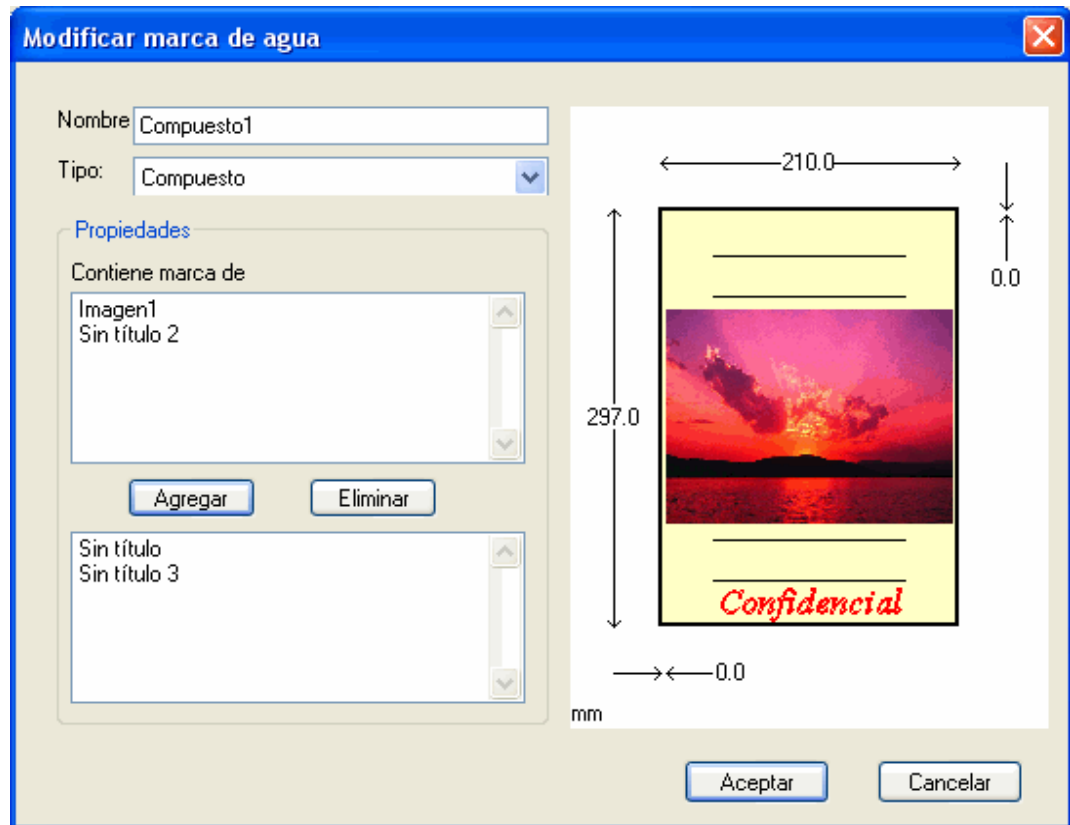 Modificar marca de agua
Nombre Compuesto1
Tipo: Compuesto
Propiedades
Contiene marca de
Imagen1
Sin título 2
Agregar Eliminar
Sin título
Sin título 3
210.0
0.0
297.0
Confidencial
0.0
mm
Aceptar Cancelar